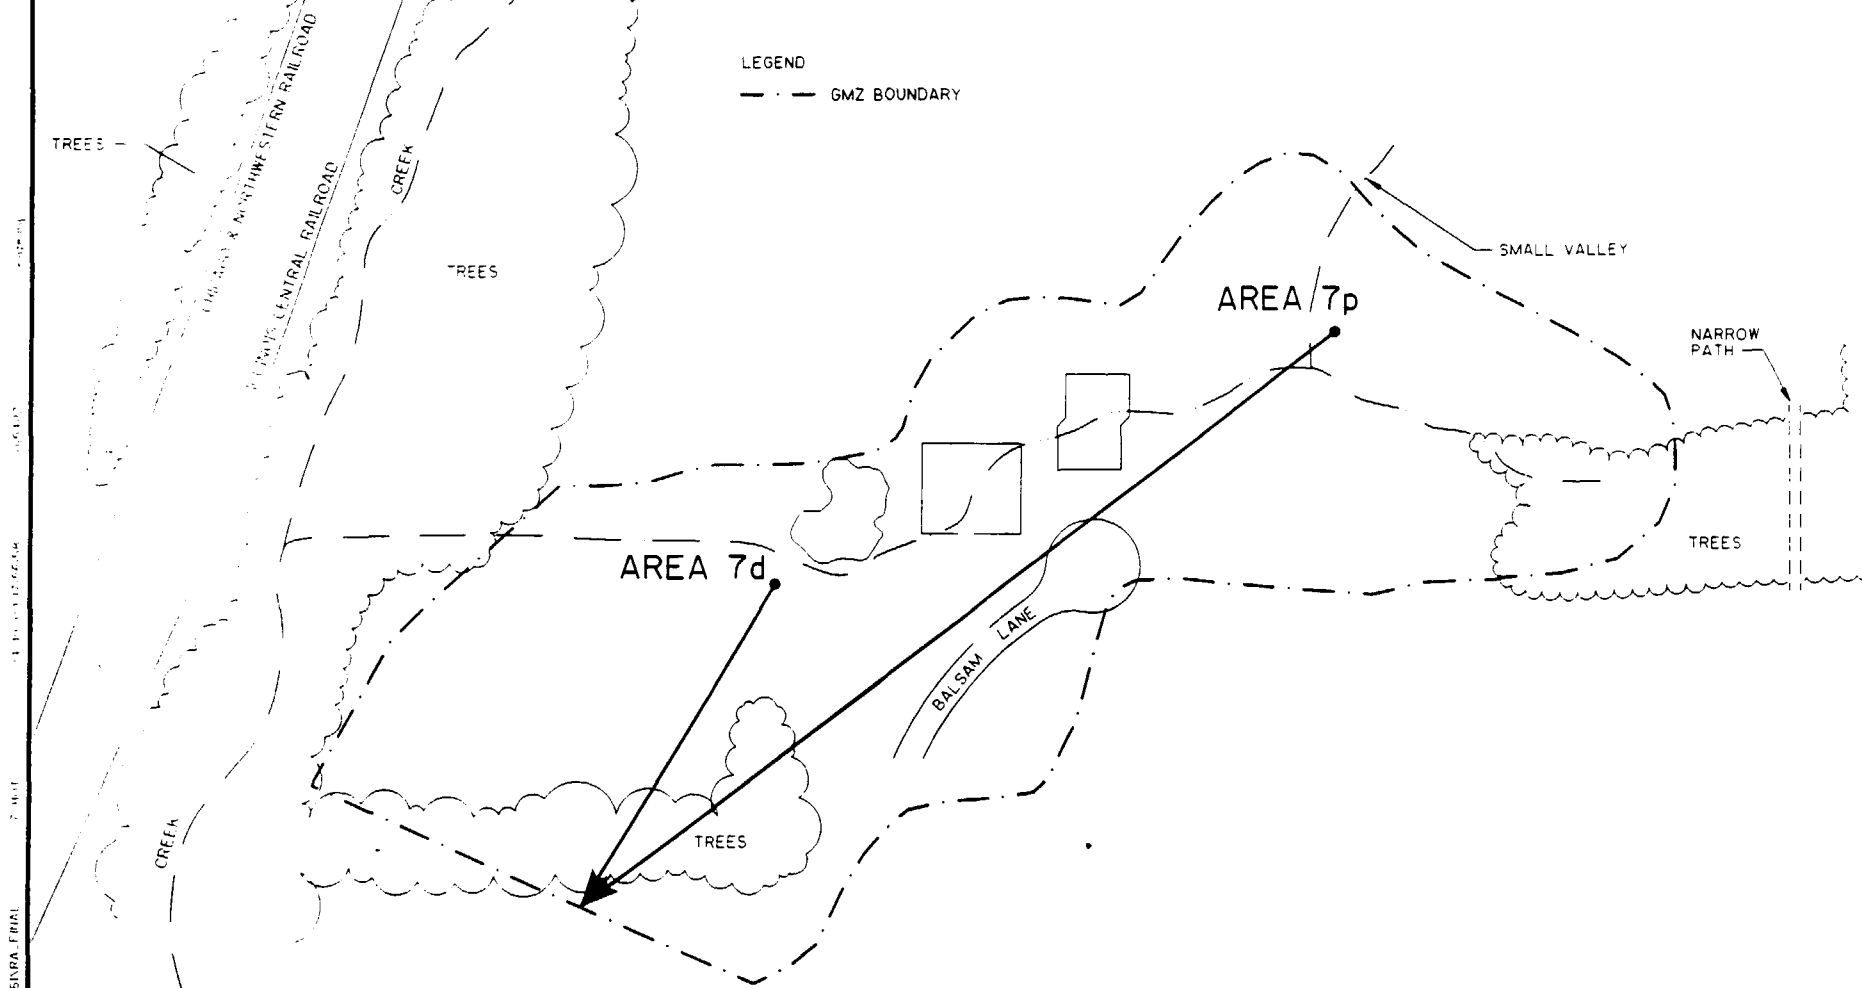 LEGEND
GMZ BOUNDARY
TREES
& NORTHWESTERN RAILROAD
CENTRAL RAILROAD
CREEK
TREES
SMALL VALLEY
AREA 7p
NARROW
PATH
TREES
AREA 7d
BALSAM LANE
TREES
CREEK